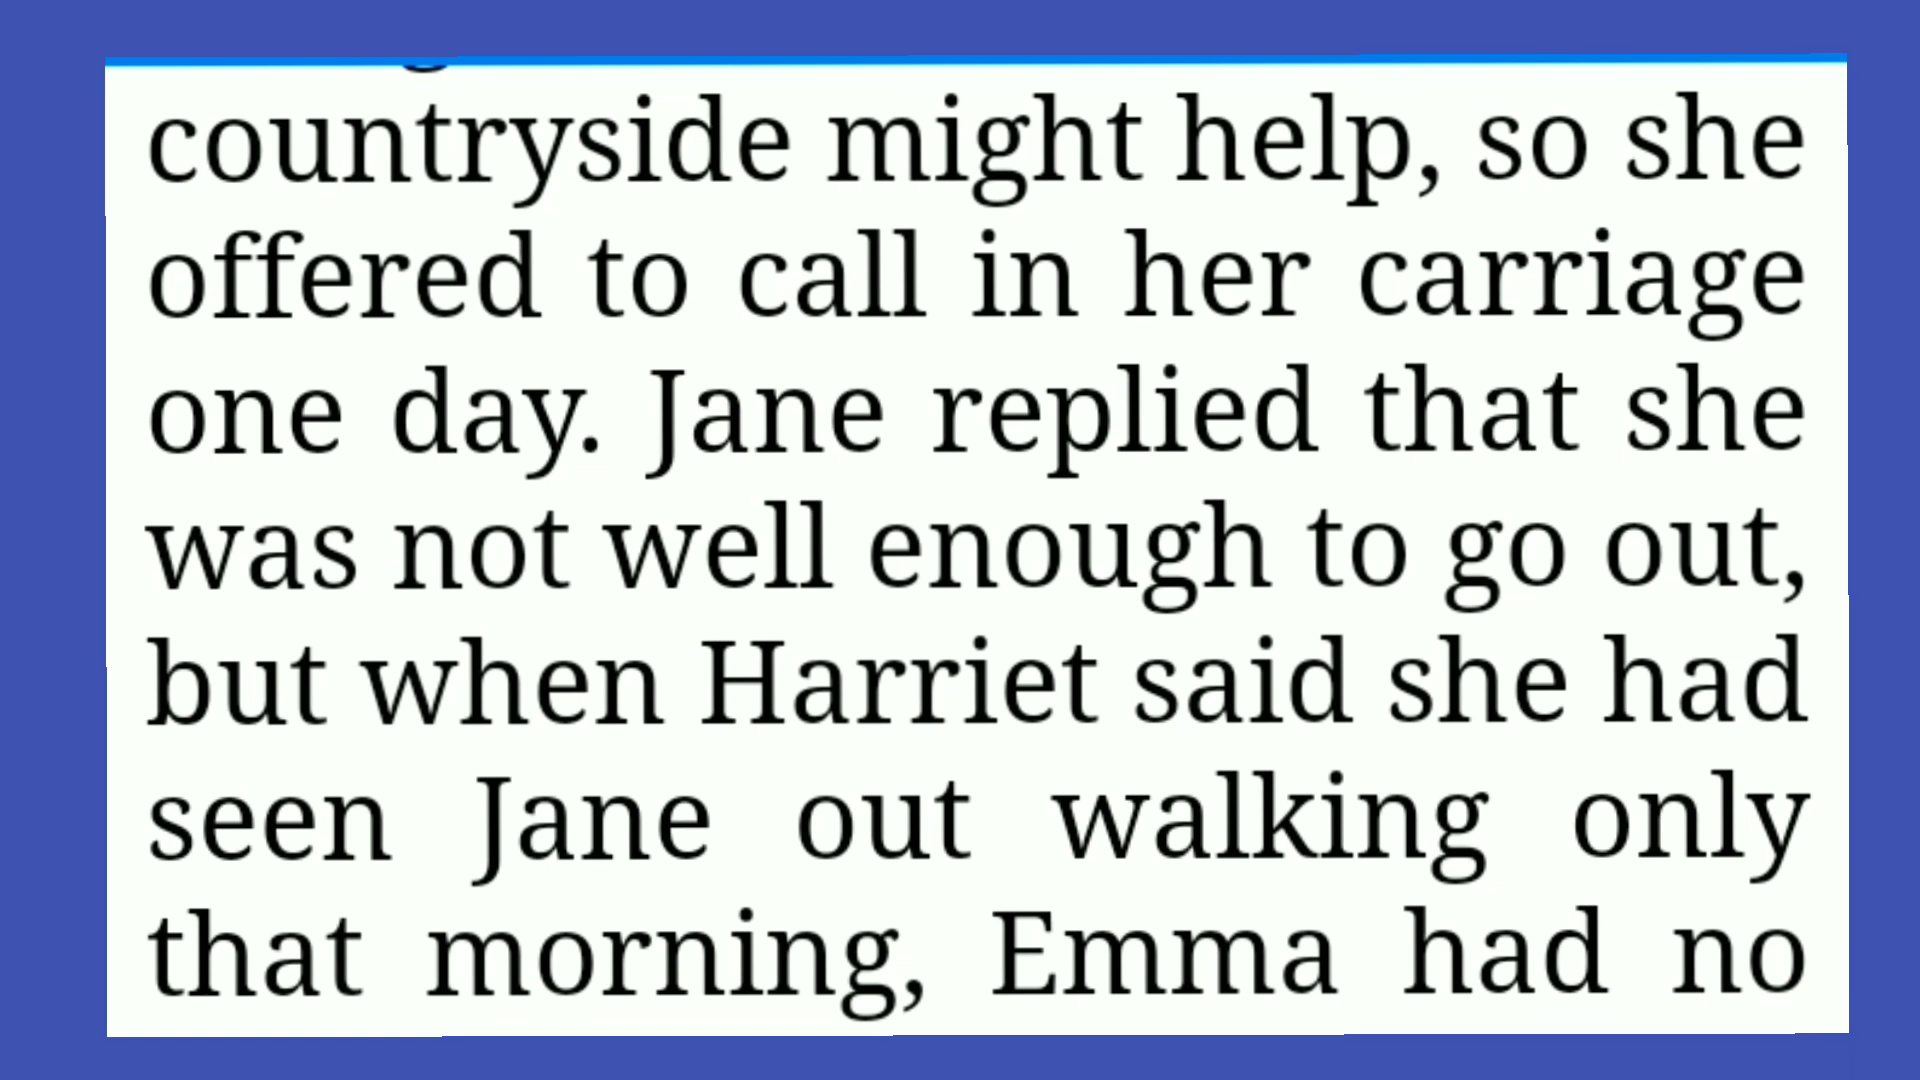 countryside might help, so she
offered to call in her carriage
one day. Jane replied that she
was not well enough to go out,
but when Harriet said she had
seen Jane out walking only
that morning, Emma had no